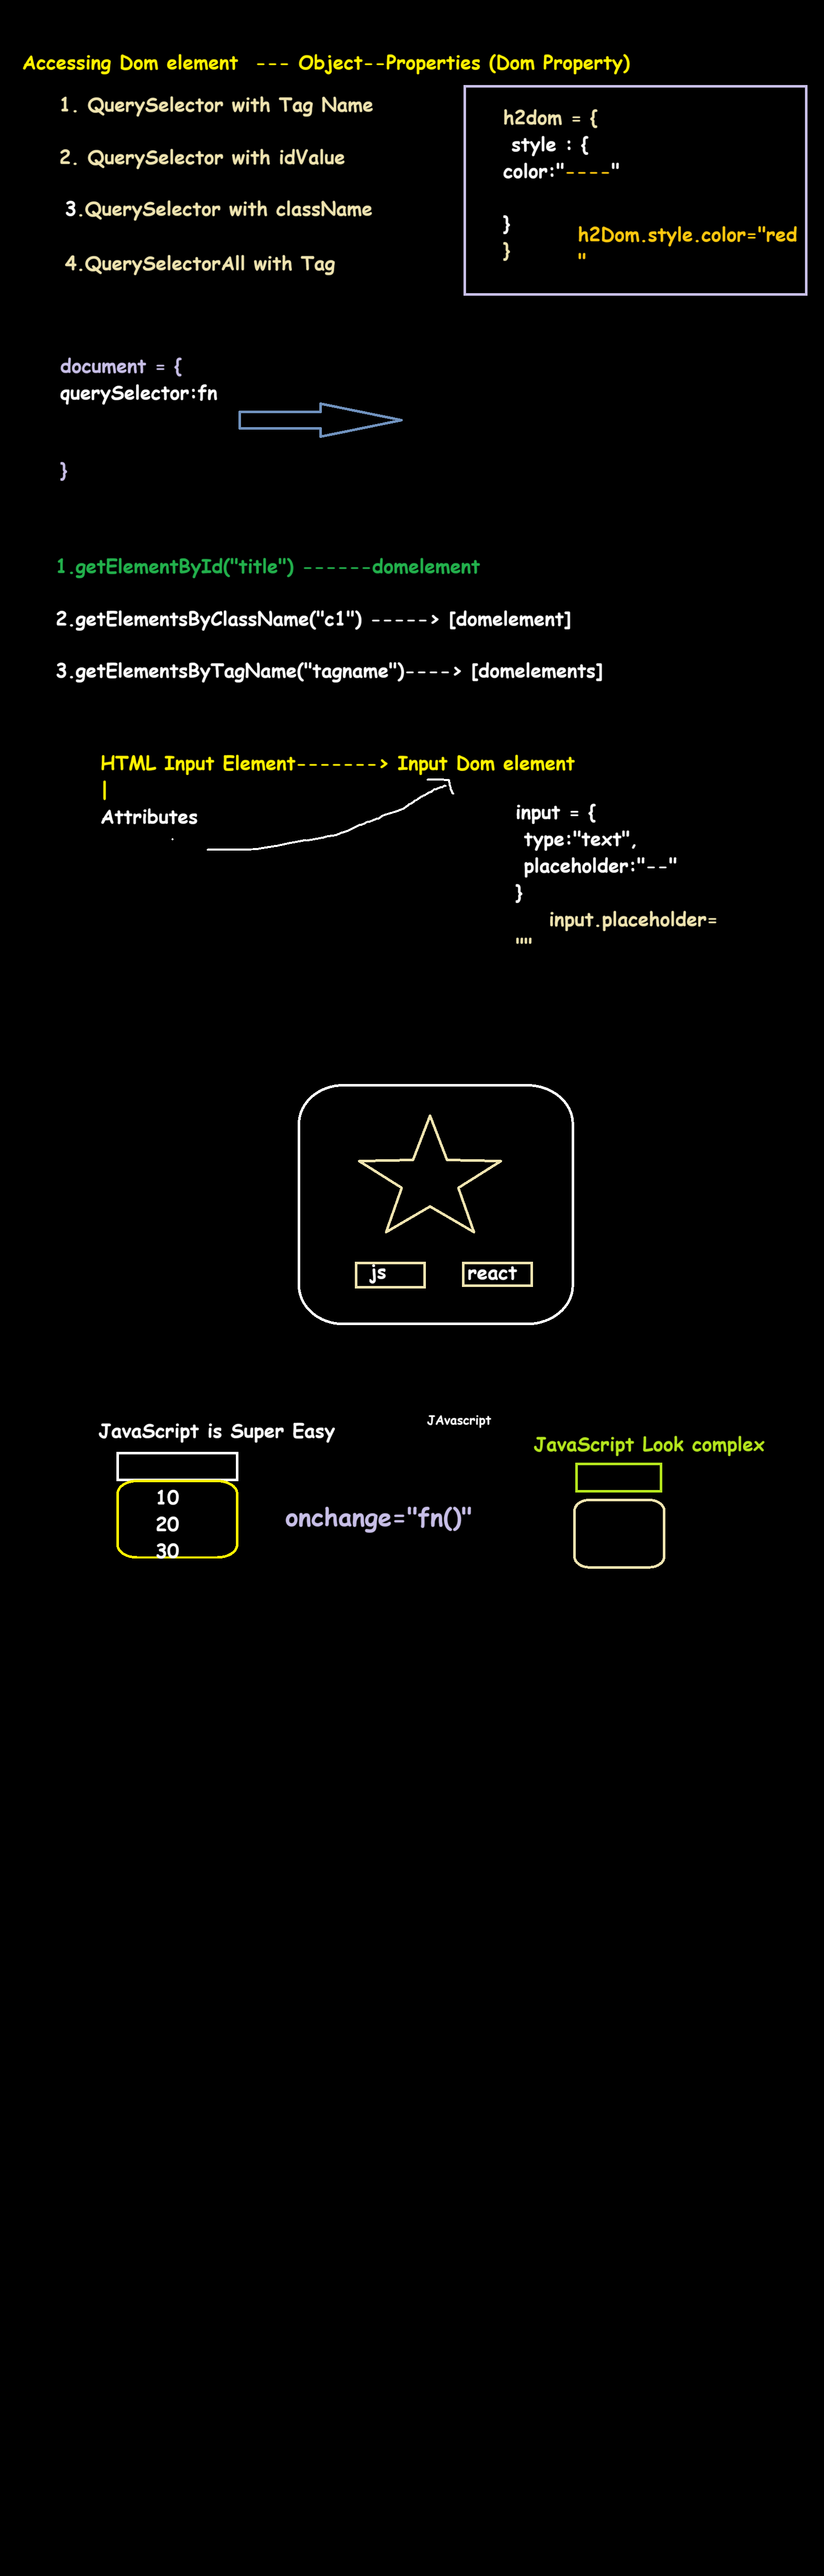 Accessing Dom element --- Object--Properties (Dom Property)
1. QuerySelector with Tag Name
2. QuerySelector with idValue
3.QuerySelector with className
4.QuerySelectorAll with Tag
h2dom = {
style : {
color:"----"
}
}
h2Dom.style.color="red
"
document = {
querySelector:fn
}
1.getElementById("title") ------domelement
2.getElementsByClassName("c1") -----> [domelement]
3.getElementsByTagName("tagname")----> [domelements]
HTML Input Element-------> Input Dom element
|
Attributes
input = {
type:"text",
placeholder:"--"
}
input.placeholder=
""
js
react
JavaScript is Super Easy
JAvascript
JavaScript Look complex
10
20
30
onchange="fn()"